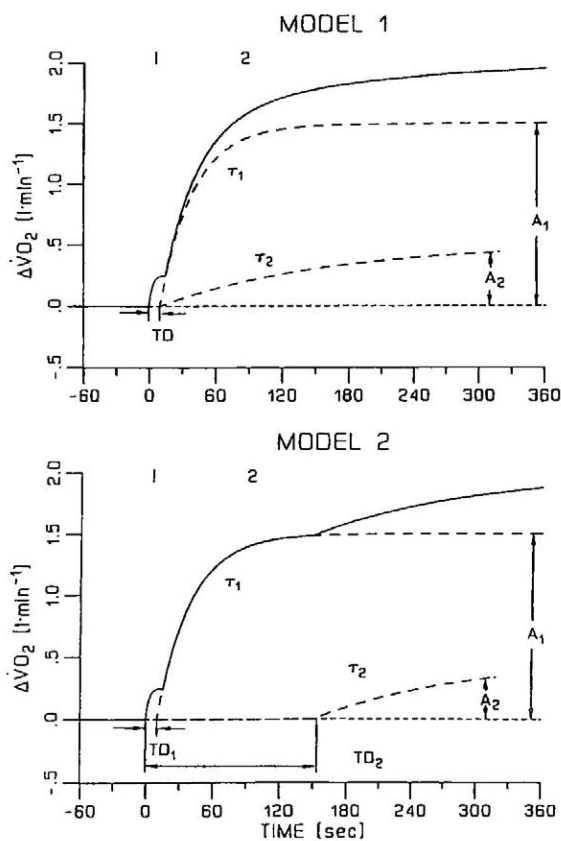 MODEL 1
1 2
2.0
1.5
1.0
.5
.0
-.5
ΔV̇O₂ (l·min⁻¹)
τ₁
τ₂
A₁
A₂
TD
-60 0 60 120 180 240 300 360
MODEL 2
1 2
2.0
1.5
1.0
.5
.0
-.5
ΔV̇O₂ (l·min⁻¹)
τ₁
τ₂
A₁
A₂
TD₁
TD₂
-60 0 60 120 180 240 300 360
TIME (sec)